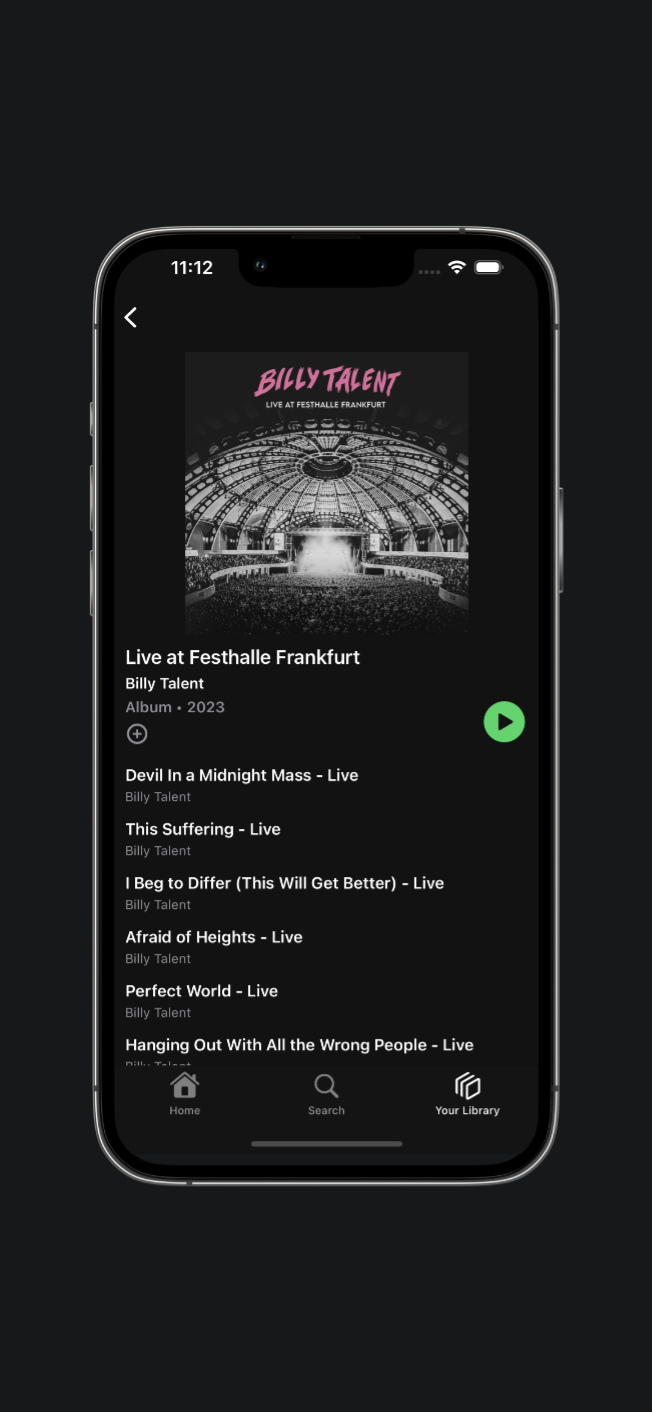 11:12
BILLY TALENT
LIVE AT FESTHALLE FRANKFURT
Live at Festhalle Frankfurt
Billy Talent
Album • 2023
Devil In a Midnight Mass - Live
Billy Talent
This Suffering - Live
Billy Talent
I Beg to Differ (This Will Get Better) - Live
Billy Talent
Afraid of Heights - Live
Billy Talent
Perfect World - Live
Billy Talent
Hanging Out With All the Wrong People - Live
Billy Talent
Home
Search
Your Library